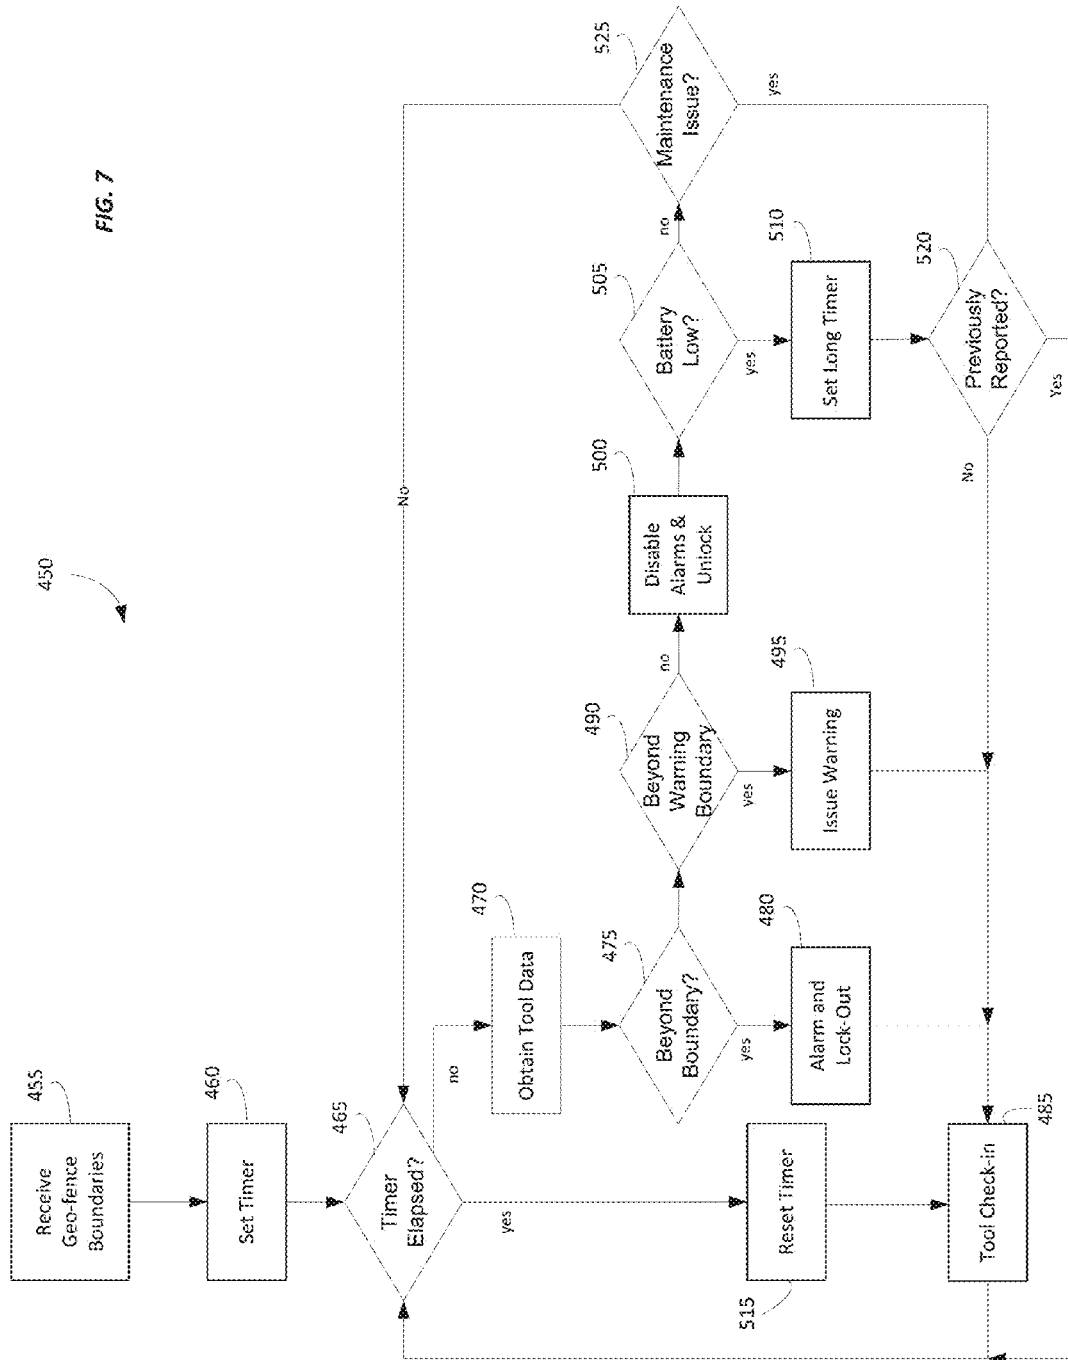 FIG. 7
450
455
Receive
Geo-fence
Boundaries
460
Set Timer
465
Timer
Elapsed?
no
yes
470
Obtain Tool Data
475
Beyond
Boundary?
yes
480
Alarm and
Lock-Out
485
Tool Check-in
515
Reset Timer
490
Beyond
Warning
Boundary
no
yes
495
Issue Warning
500
Disable
Alarms &
Unlock
505
Battery
Low?
no
yes
510
Set Long Timer
520
Previously
Reported?
No
Yes
525
Maintenance
Issue?
yes
No